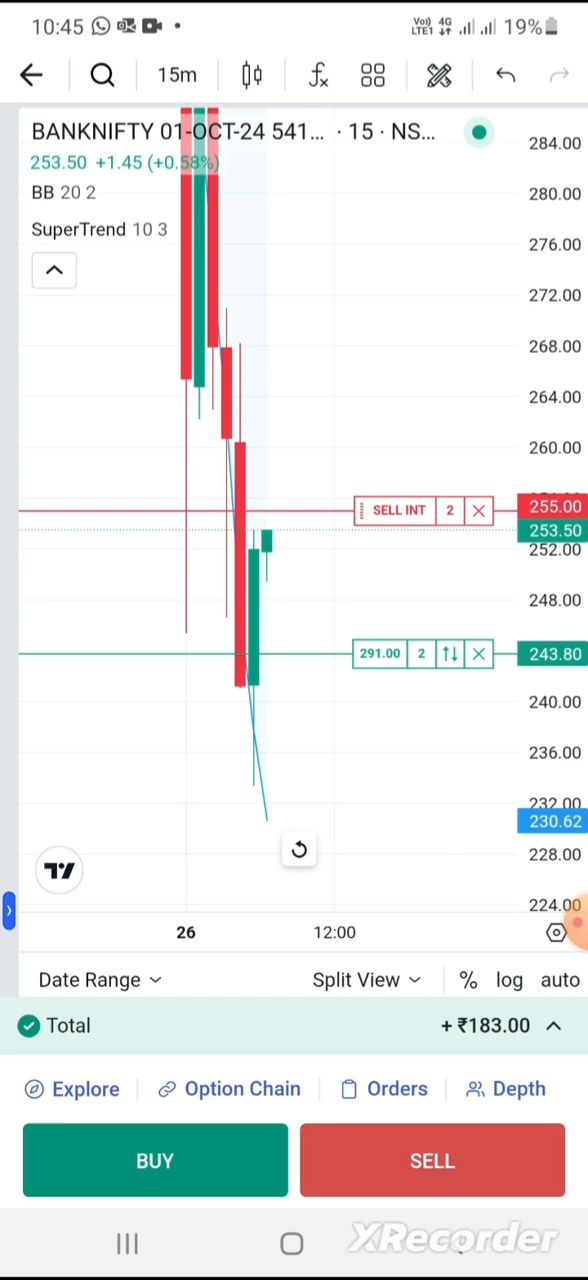 10:45 Vo)) LTE1 4G 19%
15m
BANKNIFTY 01-OCT-24 541... · 15 · NS...
253.50 +1.45 (+0.58%)
BB 20 2
SuperTrend 10 3
284.00
280.00
276.00
272.00
268.00
264.00
260.00
SELL INT 2 255.00
253.50
252.00
248.00
291.00 2 243.80
240.00
236.00
232.00
230.62
228.00
224.00
26 12:00
Date Range Split View % log auto
Total + ₹183.00
Explore Option Chain Orders Depth
BUY SELL
XRecorder